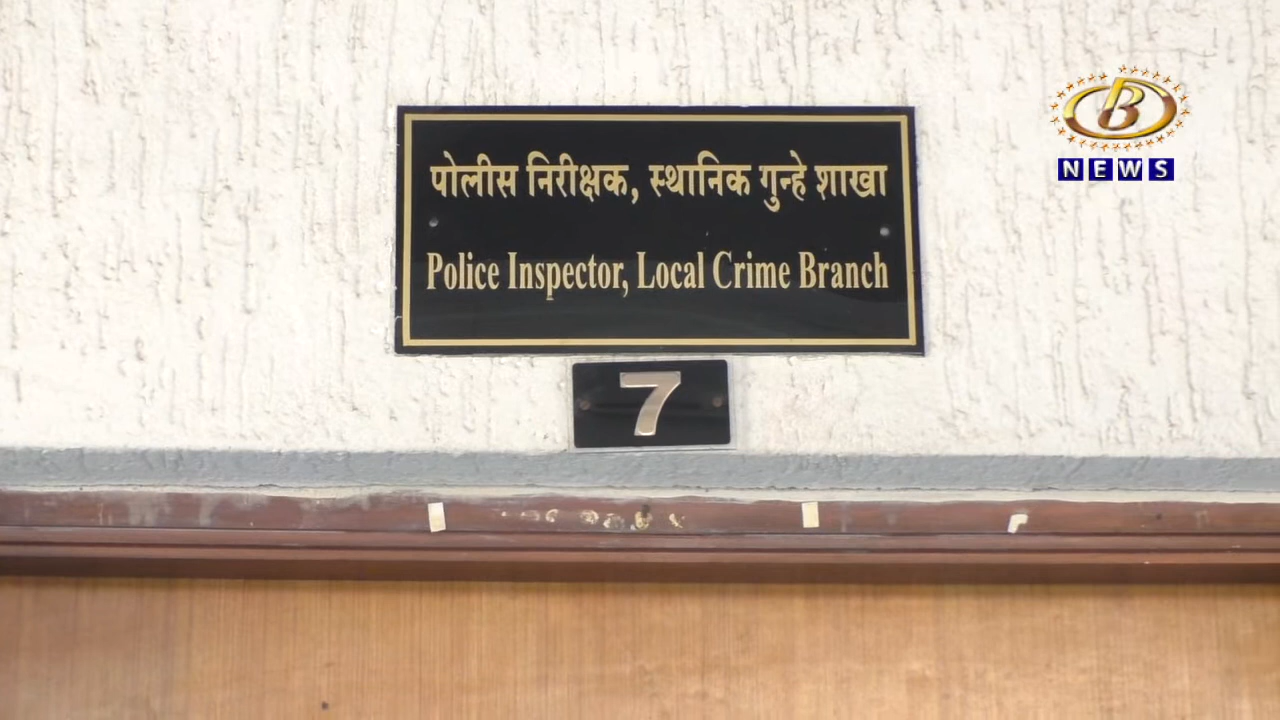 पोलीस निरीक्षक, स्थानिक गुन्हे शाखा
Police Inspector, Local Crime Branch
7
B
NEWS